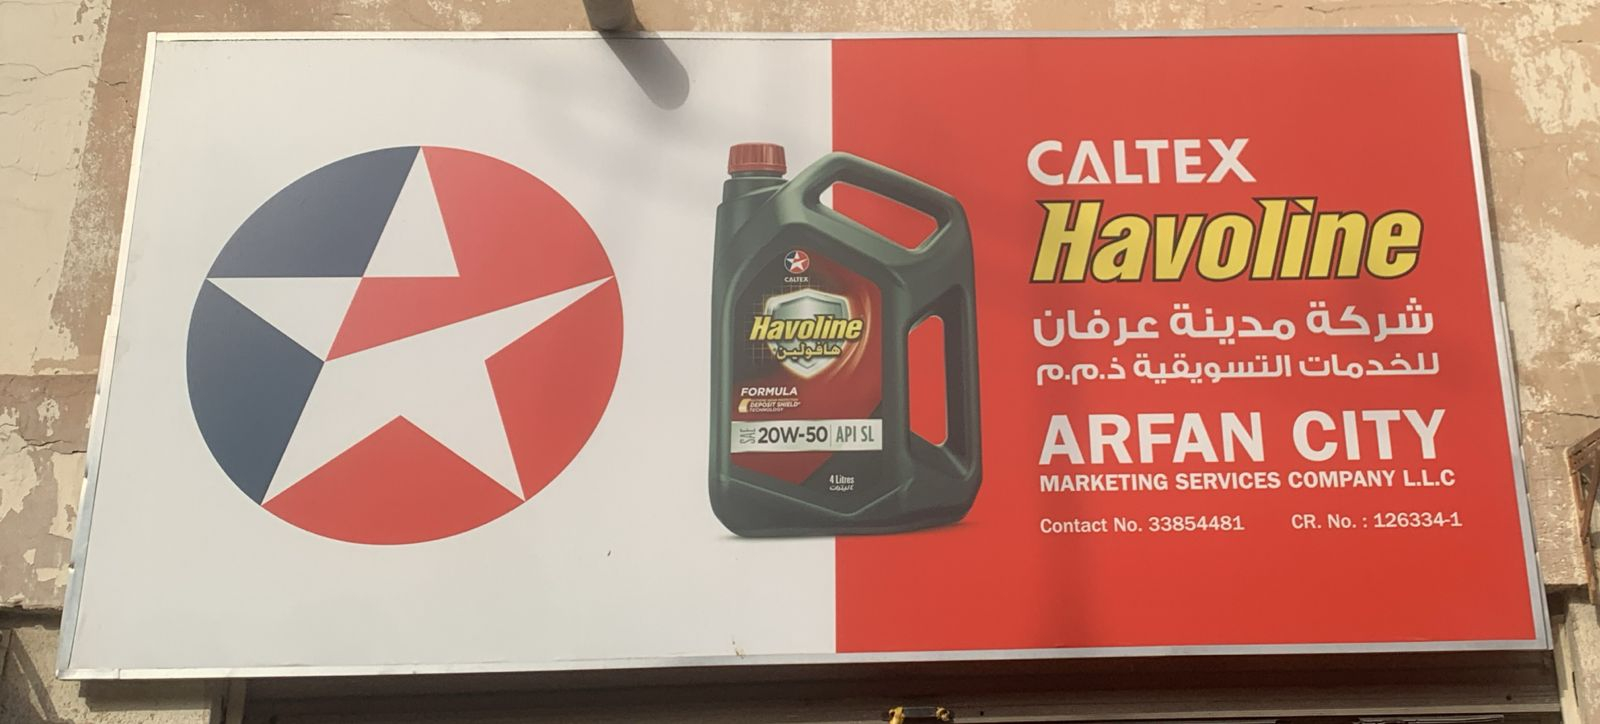 CALTEX
Havoline
هافولين
FORMULA
DEPOSIT SHIELD
TECHNOLOGY
SAE 20W-50 API SL
4 Litres
CALTEX
Havoline
شركة مدينة عرفان
للخدمات التسويقية ذ.م.م
ARFAN CITY
MARKETING SERVICES COMPANY L.L.C
Contact No. 33854481 CR. No. : 126334-1